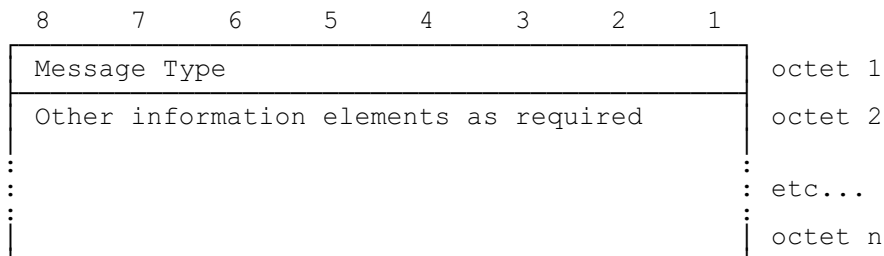 8 7 6 5 4 3 2 1
Message Type octet 1
Other information elements as required octet 2
: :
: : etc...
: :
octet n